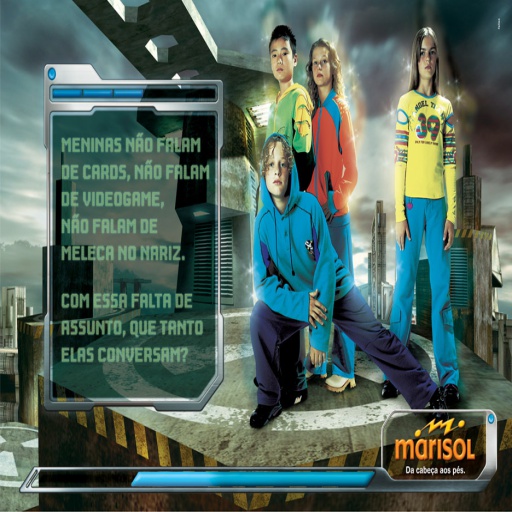 MENINAS NÃO FALAM
DE CARDS, NÃO FALAM
DE VIDEOGAME,
NÃO FALAM DE
MELECA NO NARIZ.
COM ESSA FALTA DE
ASSUNTO, QUE TANTO
ELAS CONVERSAM?
39
marisol
Da cabeça aos pés.